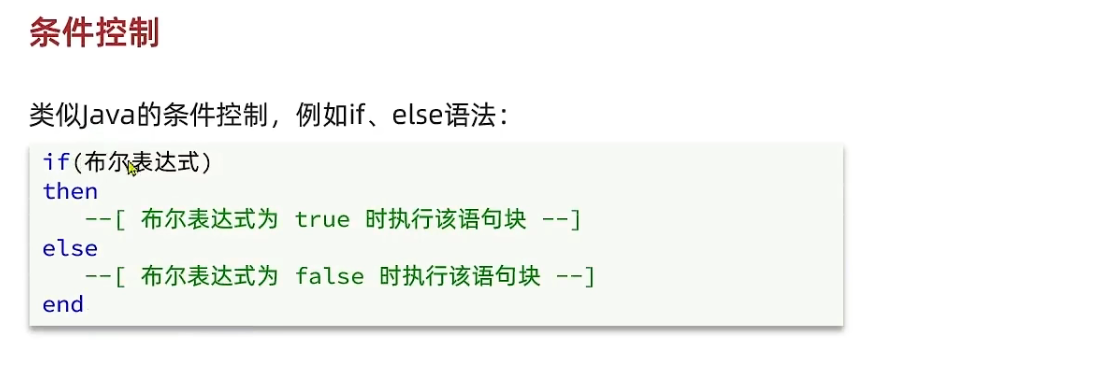 条件控制
类似Java的条件控制，例如if、else语法：
if(布尔表达式)
then
--[ 布尔表达式为 true 时执行该语句块 --]
else
--[ 布尔表达式为 false 时执行该语句块 --]
end